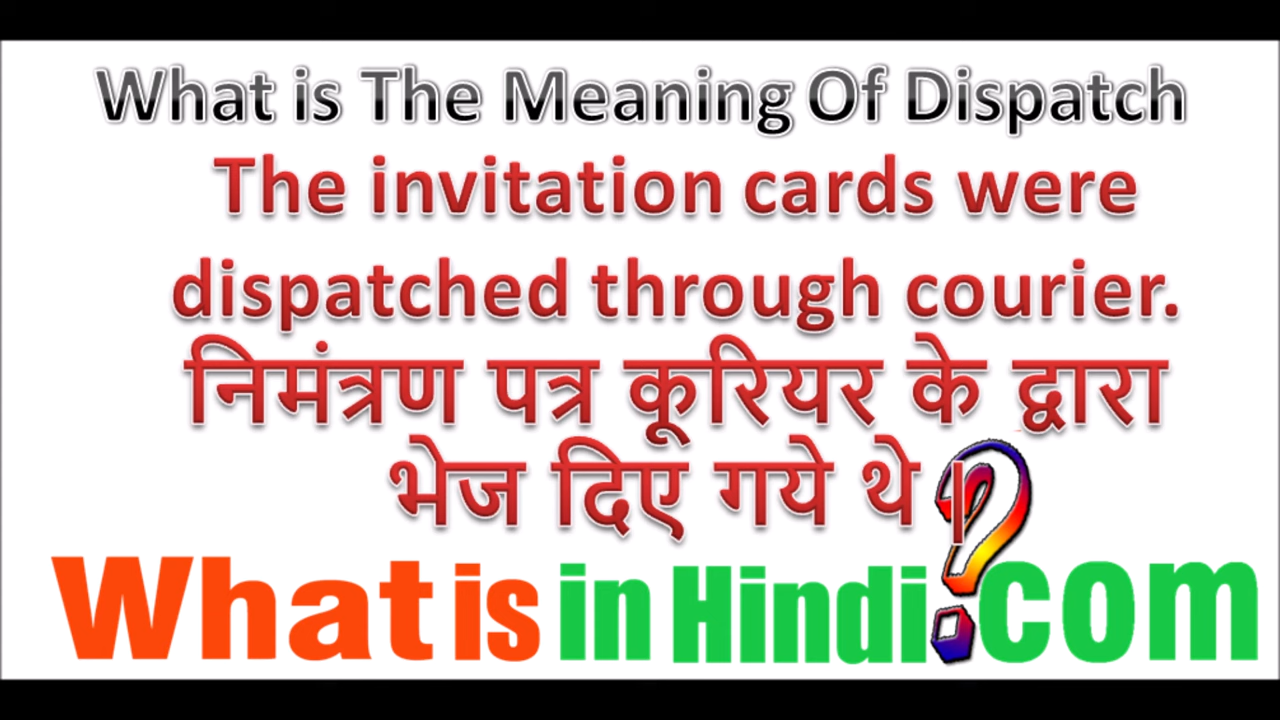 What is The Meaning Of Dispatch
The invitation cards were
dispatched through courier.
निमंत्रण पत्र कूरियर के द्वारा
भेज दिए गये थे ।
What is in Hindi?com